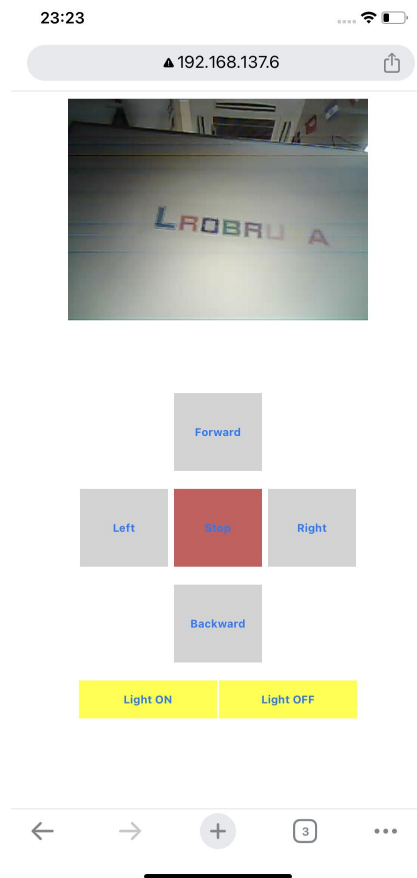 23:23
192.168.137.6
Forward
Left Stop Right
Backward
Light ON Light OFF
3